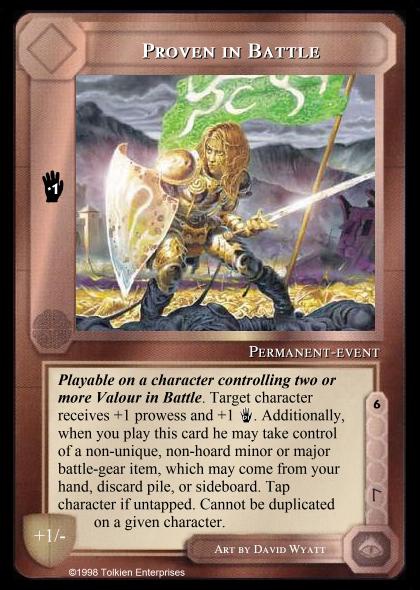 PROVEN IN BATTLE
1
PERMANENT-EVENT
Playable on a character controlling two or
more Valour in Battle. Target character
receives +1 prowess and +1 . Additionally,
when you play this card he may take control
of a non-unique, non-hoard minor or major
battle-gear item, which may come from your
hand, discard pile, or sideboard. Tap
character if untapped. Cannot be duplicated
on a given character.
6
+1/-
ART BY DAVID WYATT
©1998 Tolkien Enterprises